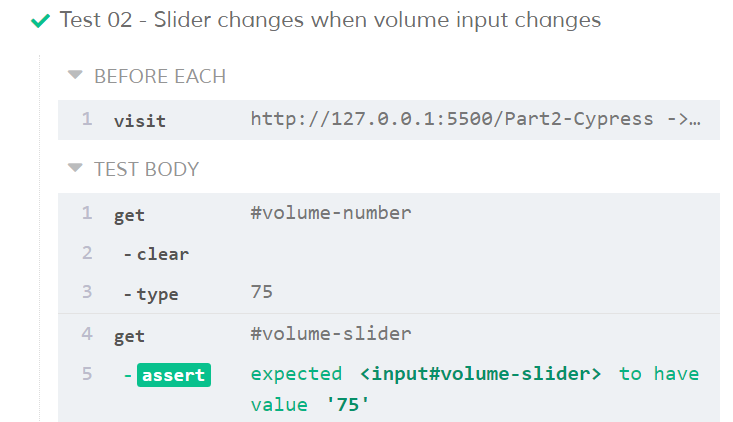 Test 02 - Slider changes when volume input changes
BEFORE EACH
1 visit http://127.0.0.1:5500/Part2-Cypress ->…
TEST BODY
1 get #volume-number
2 -clear
3 -type 75
4 get #volume-slider
5 -assert expected <input#volume-slider> to have
value '75'